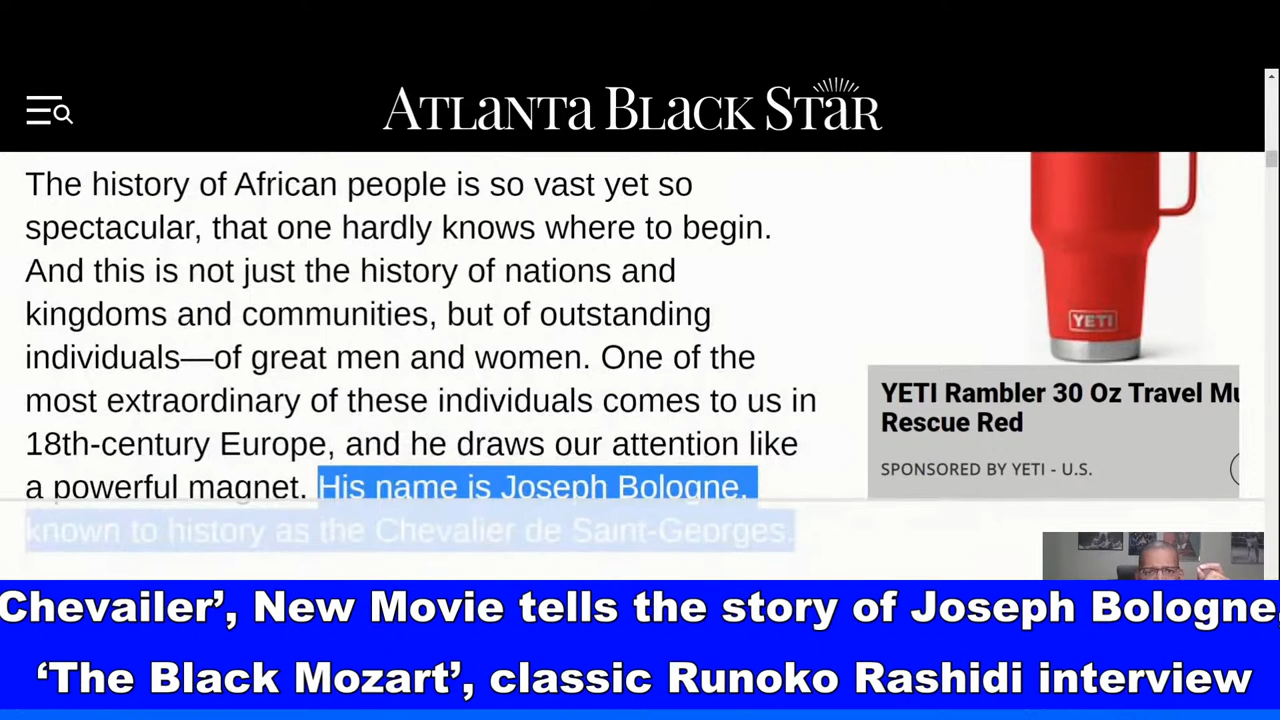 ATLANTA BLACK STAR
The history of African people is so vast yet so
spectacular, that one hardly knows where to begin.
And this is not just the history of nations and
kingdoms and communities, but of outstanding
individuals—of great men and women. One of the
most extraordinary of these individuals comes to us in
18th-century Europe, and he draws our attention like
a powerful magnet. His name is Joseph Bologne,
known to history as the Chevalier de Saint-Georges.
YETI
YETI Rambler 30 Oz Travel Mu
Rescue Red
SPONSORED BY YETI - U.S.
Chevailer’, New Movie tells the story of Joseph Bologne,
‘The Black Mozart’, classic Runoko Rashidi interview